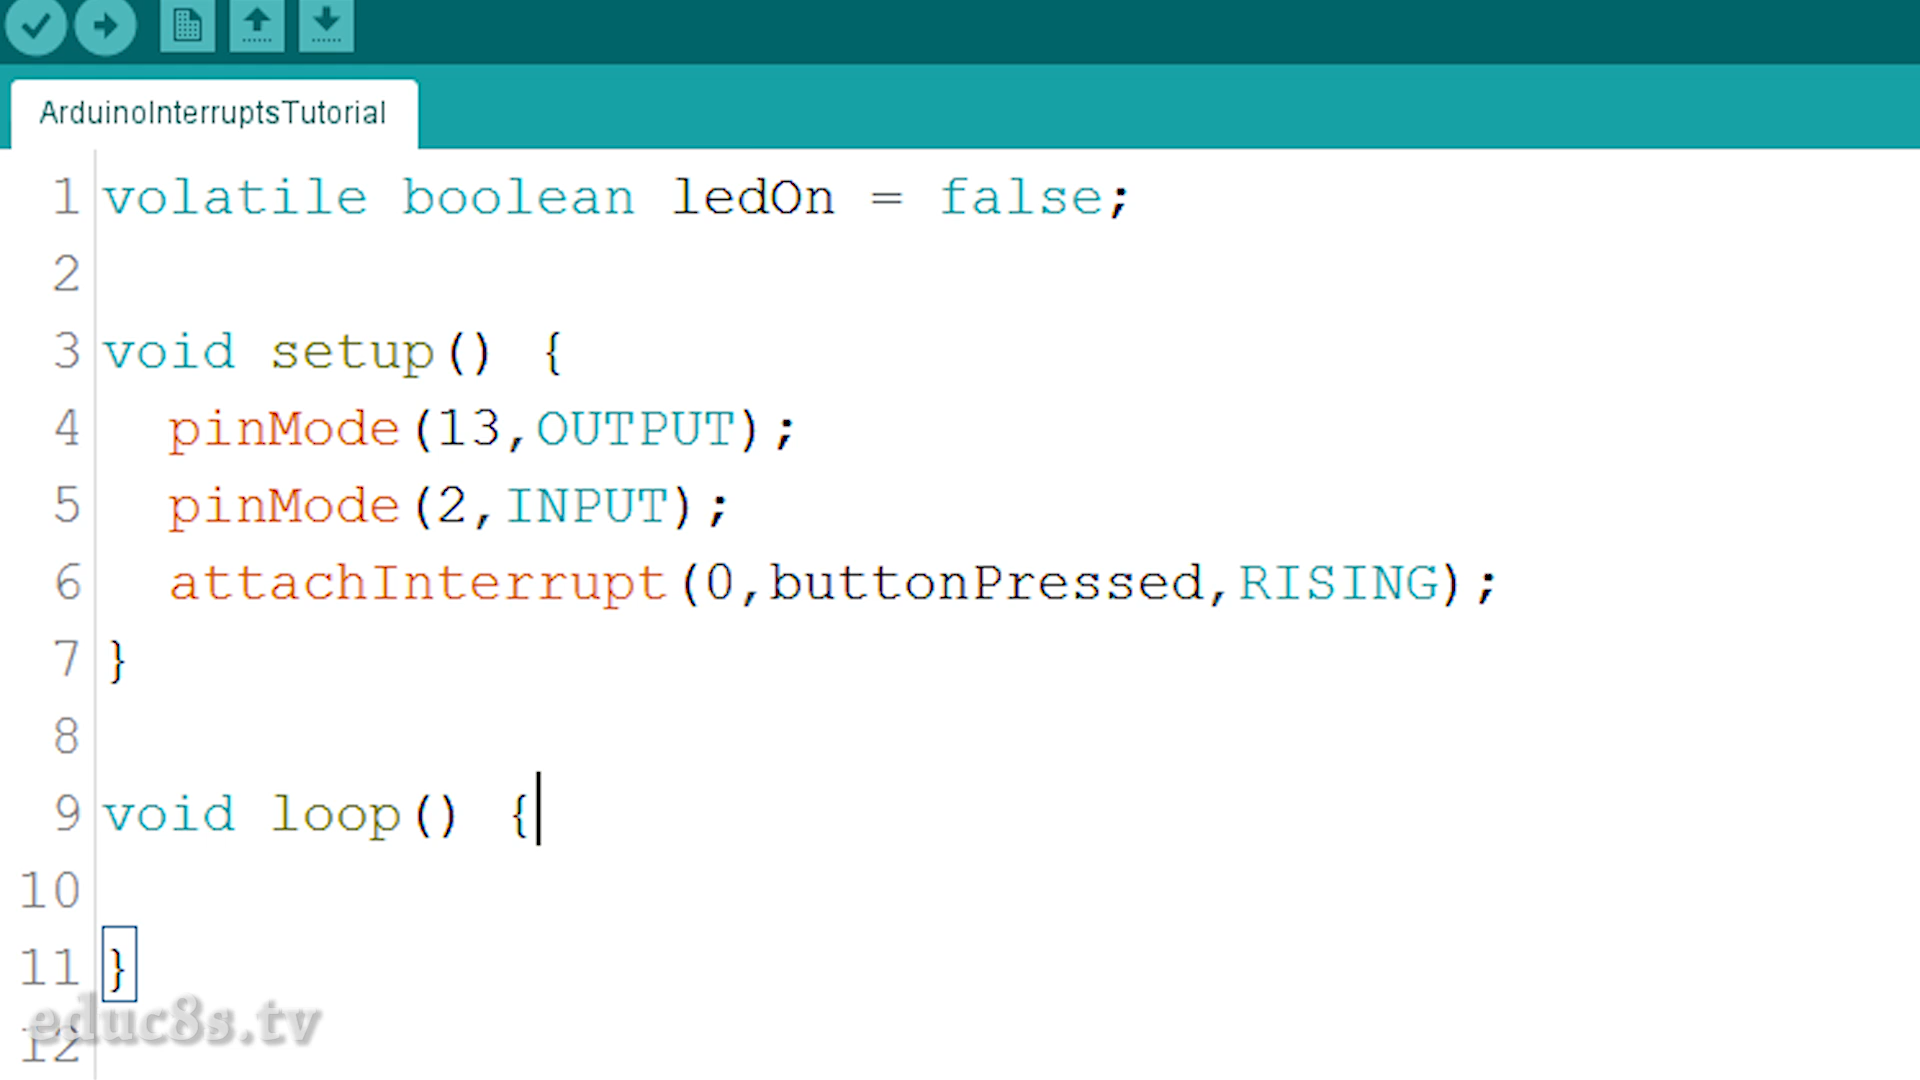 ArduinoInterruptsTutorial
1 volatile boolean ledOn = false;
2
3 void setup() {
4   pinMode(13,OUTPUT);
5   pinMode(2,INPUT);
6   attachInterrupt(0,buttonPressed,RISING);
7 }
8
9 void loop() {
10
11 }
12
educ8s.tv